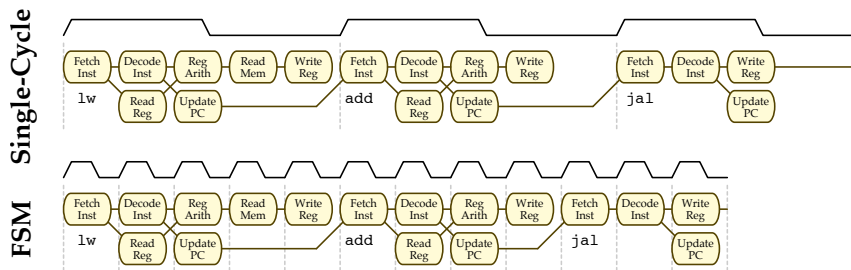 Single-Cycle
Fetch Inst
Decode Inst
Reg Arith
Read Mem
Write Reg
Fetch Inst
Decode Inst
Reg Arith
Write Reg
Fetch Inst
Decode Inst
Write Reg
lw
Read Reg
Update PC
add
Read Reg
Update PC
jal
Update PC
FSM
Fetch Inst
Decode Inst
Reg Arith
Read Mem
Write Reg
Fetch Inst
Decode Inst
Reg Arith
Write Reg
Fetch Inst
Decode Inst
Write Reg
lw
Read Reg
Update PC
add
Read Reg
Update PC
jal
Update PC